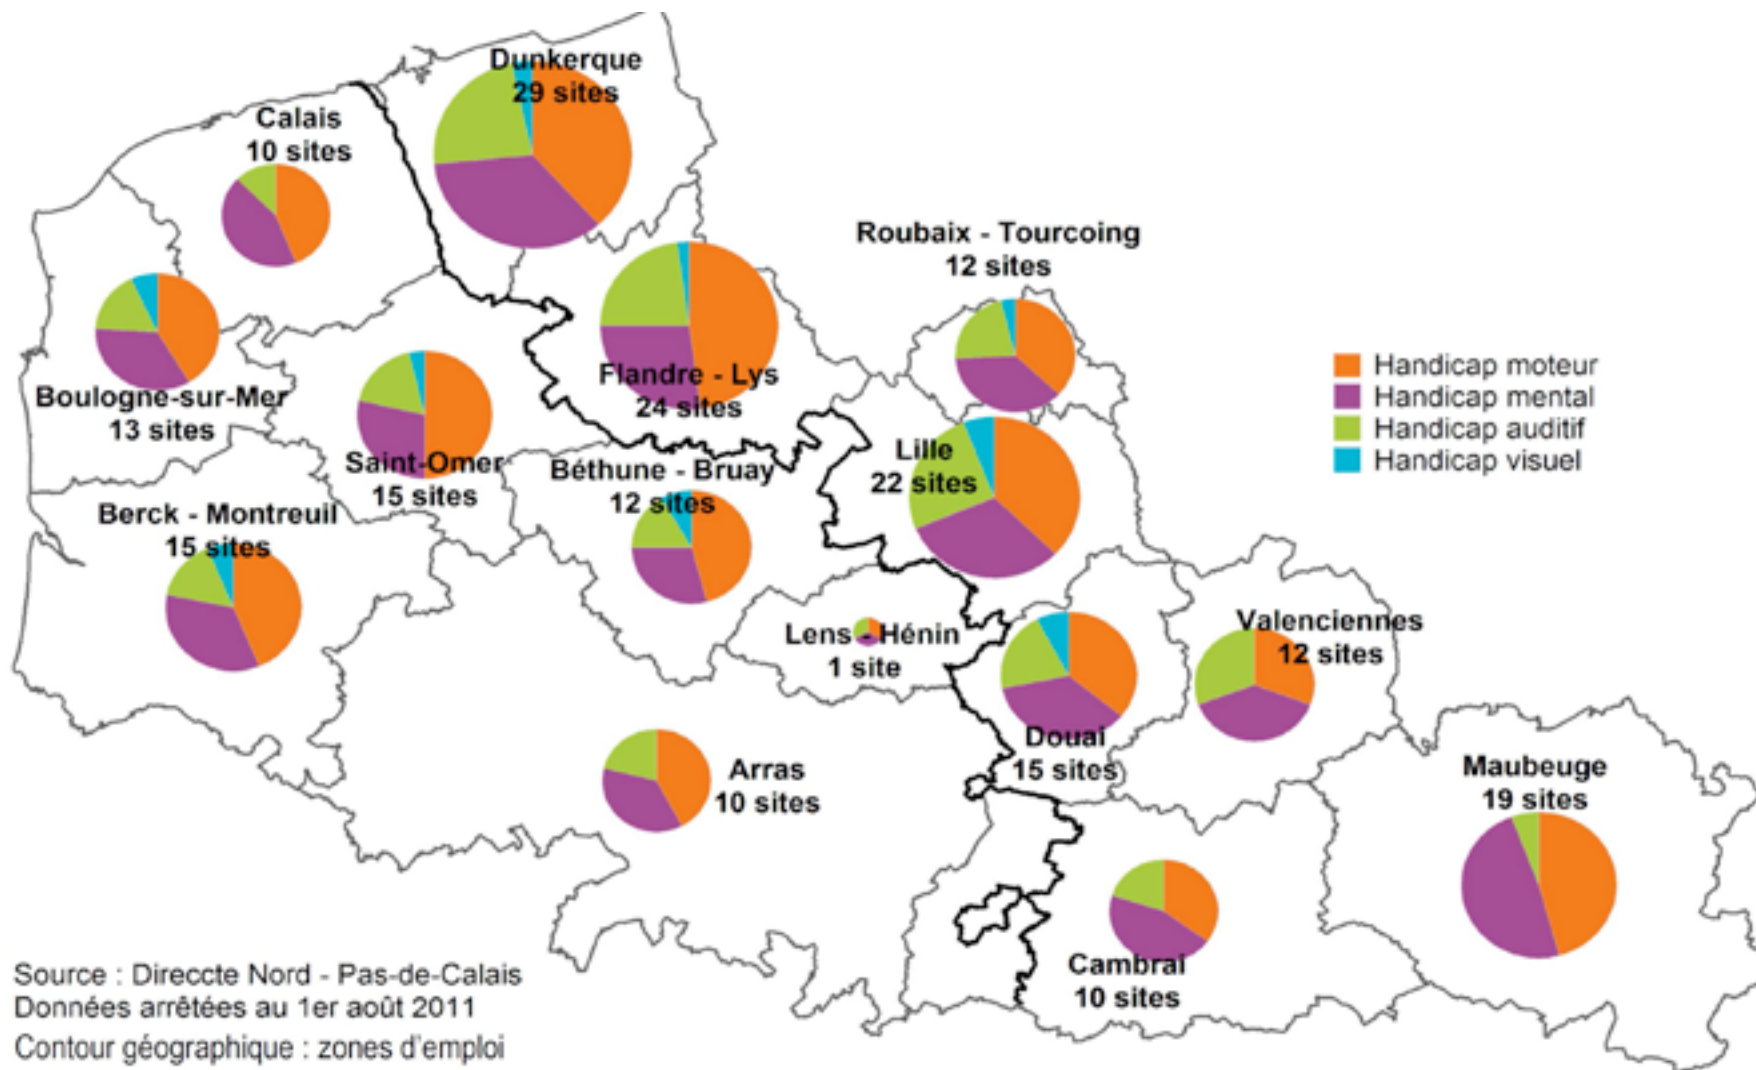 Dunkerque
29 sites
Calais
10 sites
Roubaix - Tourcoing
12 sites
Handicap moteur
Handicap mental
Handicap auditif
Handicap visuel
Flandre - Lys
24 sites
Boulogne-sur-Mer
13 sites
Saint-Omer
15 sites
Béthune - Bruay
12 sites
Lille
22 sites
Berck - Montreuil
15 sites
Lens - Hénin
1 site
Valenciennes
12 sites
Douai
15 sites
Arras
10 sites
Maubeuge
19 sites
Cambrai
10 sites
Source : Direccte Nord - Pas-de-Calais
Données arrêtées au 1er août 2011
Contour géographique : zones d'emploi